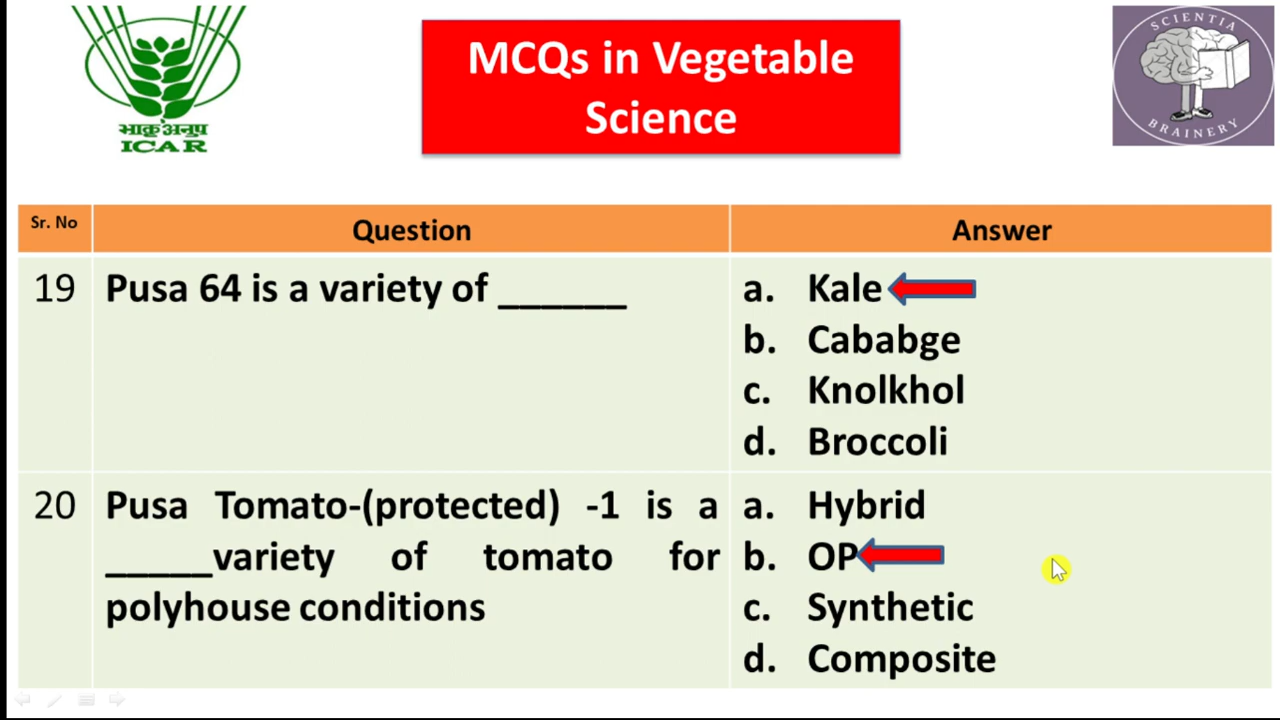 भाकृअनुप
ICAR
MCQs in Vegetable
Science
SCIENTIA
BRAINERY
Sr. No Question Answer
19 Pusa 64 is a variety of ______ a. Kale
b. Cababge
c. Knolkhol
d. Broccoli
20 Pusa Tomato-(protected) -1 is a a. Hybrid
_____variety of tomato for b. OP
polyhouse conditions c. Synthetic
d. Composite